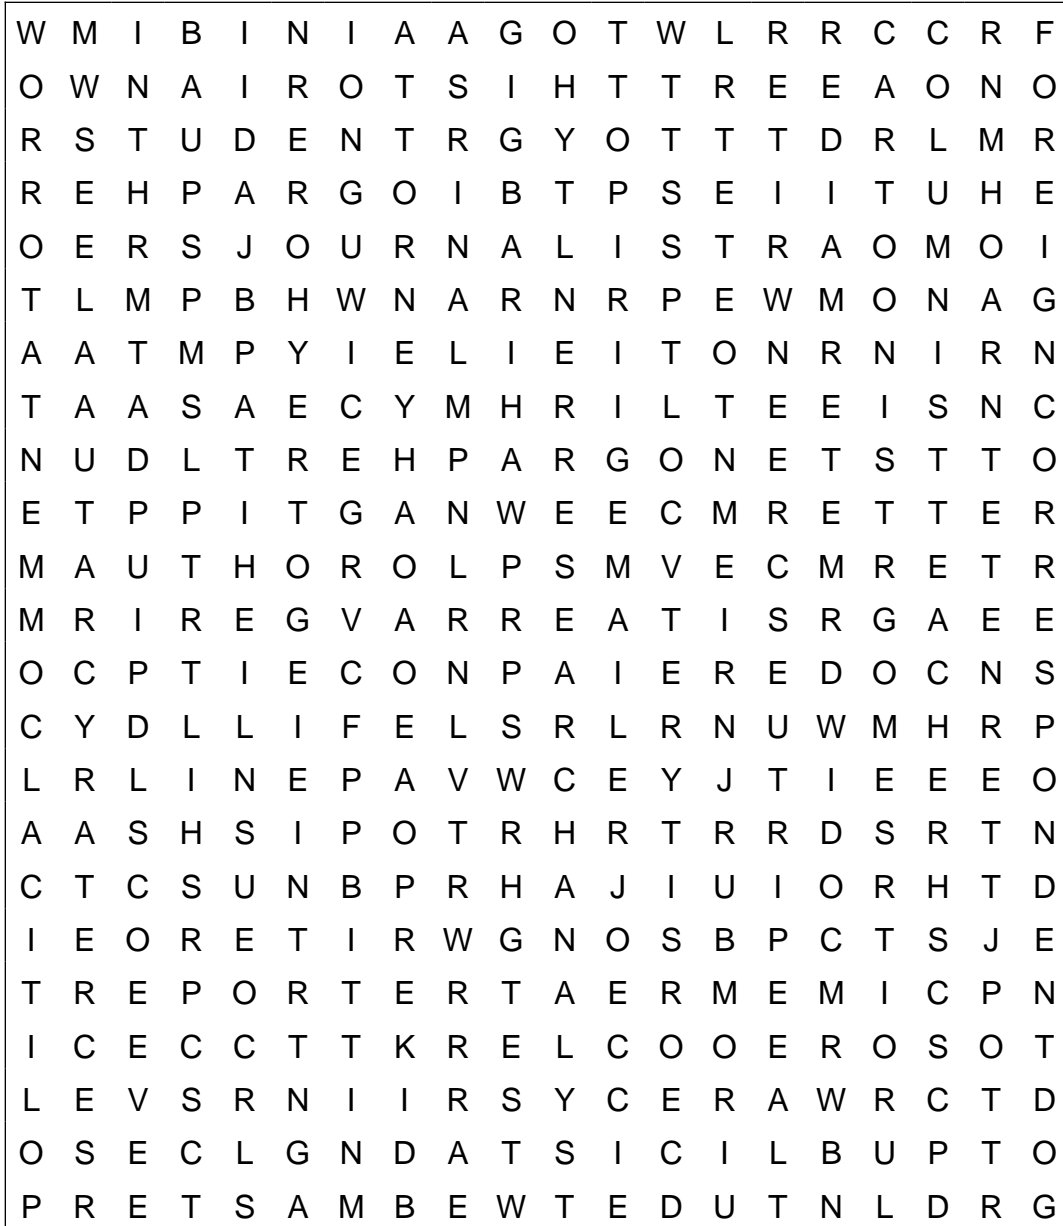 W M I B I N I A A G O T W L R R C C R F
O W N A I R O T S I H T T R E E A O N O
R S T U D E N T R G Y O T T T D R L M R
R E H P A R G O I B T P S E I I T U H E
O E R S J O U R N A L I S T R A O M O I
T L M P B H W N A R N R P E W M O N A G
A A T M P Y I E L I E I T O N R N I R N
T A A S A E C Y M H R I L T E E I S N C
N U D L T R E H P A R G O N E T S T T O
E T P P I T G A N W E E C M R E T T E R
M A U T H O R O L P S M V E C M R E T R
M R I R E G V A R R E A T I S R G A E E
O C P T I E C O N P A I E R E D O C N S
C Y D L L I F E L S R L R N U W M H R P
L R L I N E P A V W C E Y J T I E E E O
A A S H S I P O T R H R T R R D S R T N
C T C S U N B P R H A J I U I O R H T D
I E O R E T I R W G N O S B P C T S J E
T R E P O R T E R T A E R M E M I C P N
I C E C C T T K R E L C O O E R O S O T
L E V S R N I I R S Y C E R A W R C T D
O S E C L G N D A T S I C I L B U P T O
P R E T S A M B E W T E D U T N L D R G